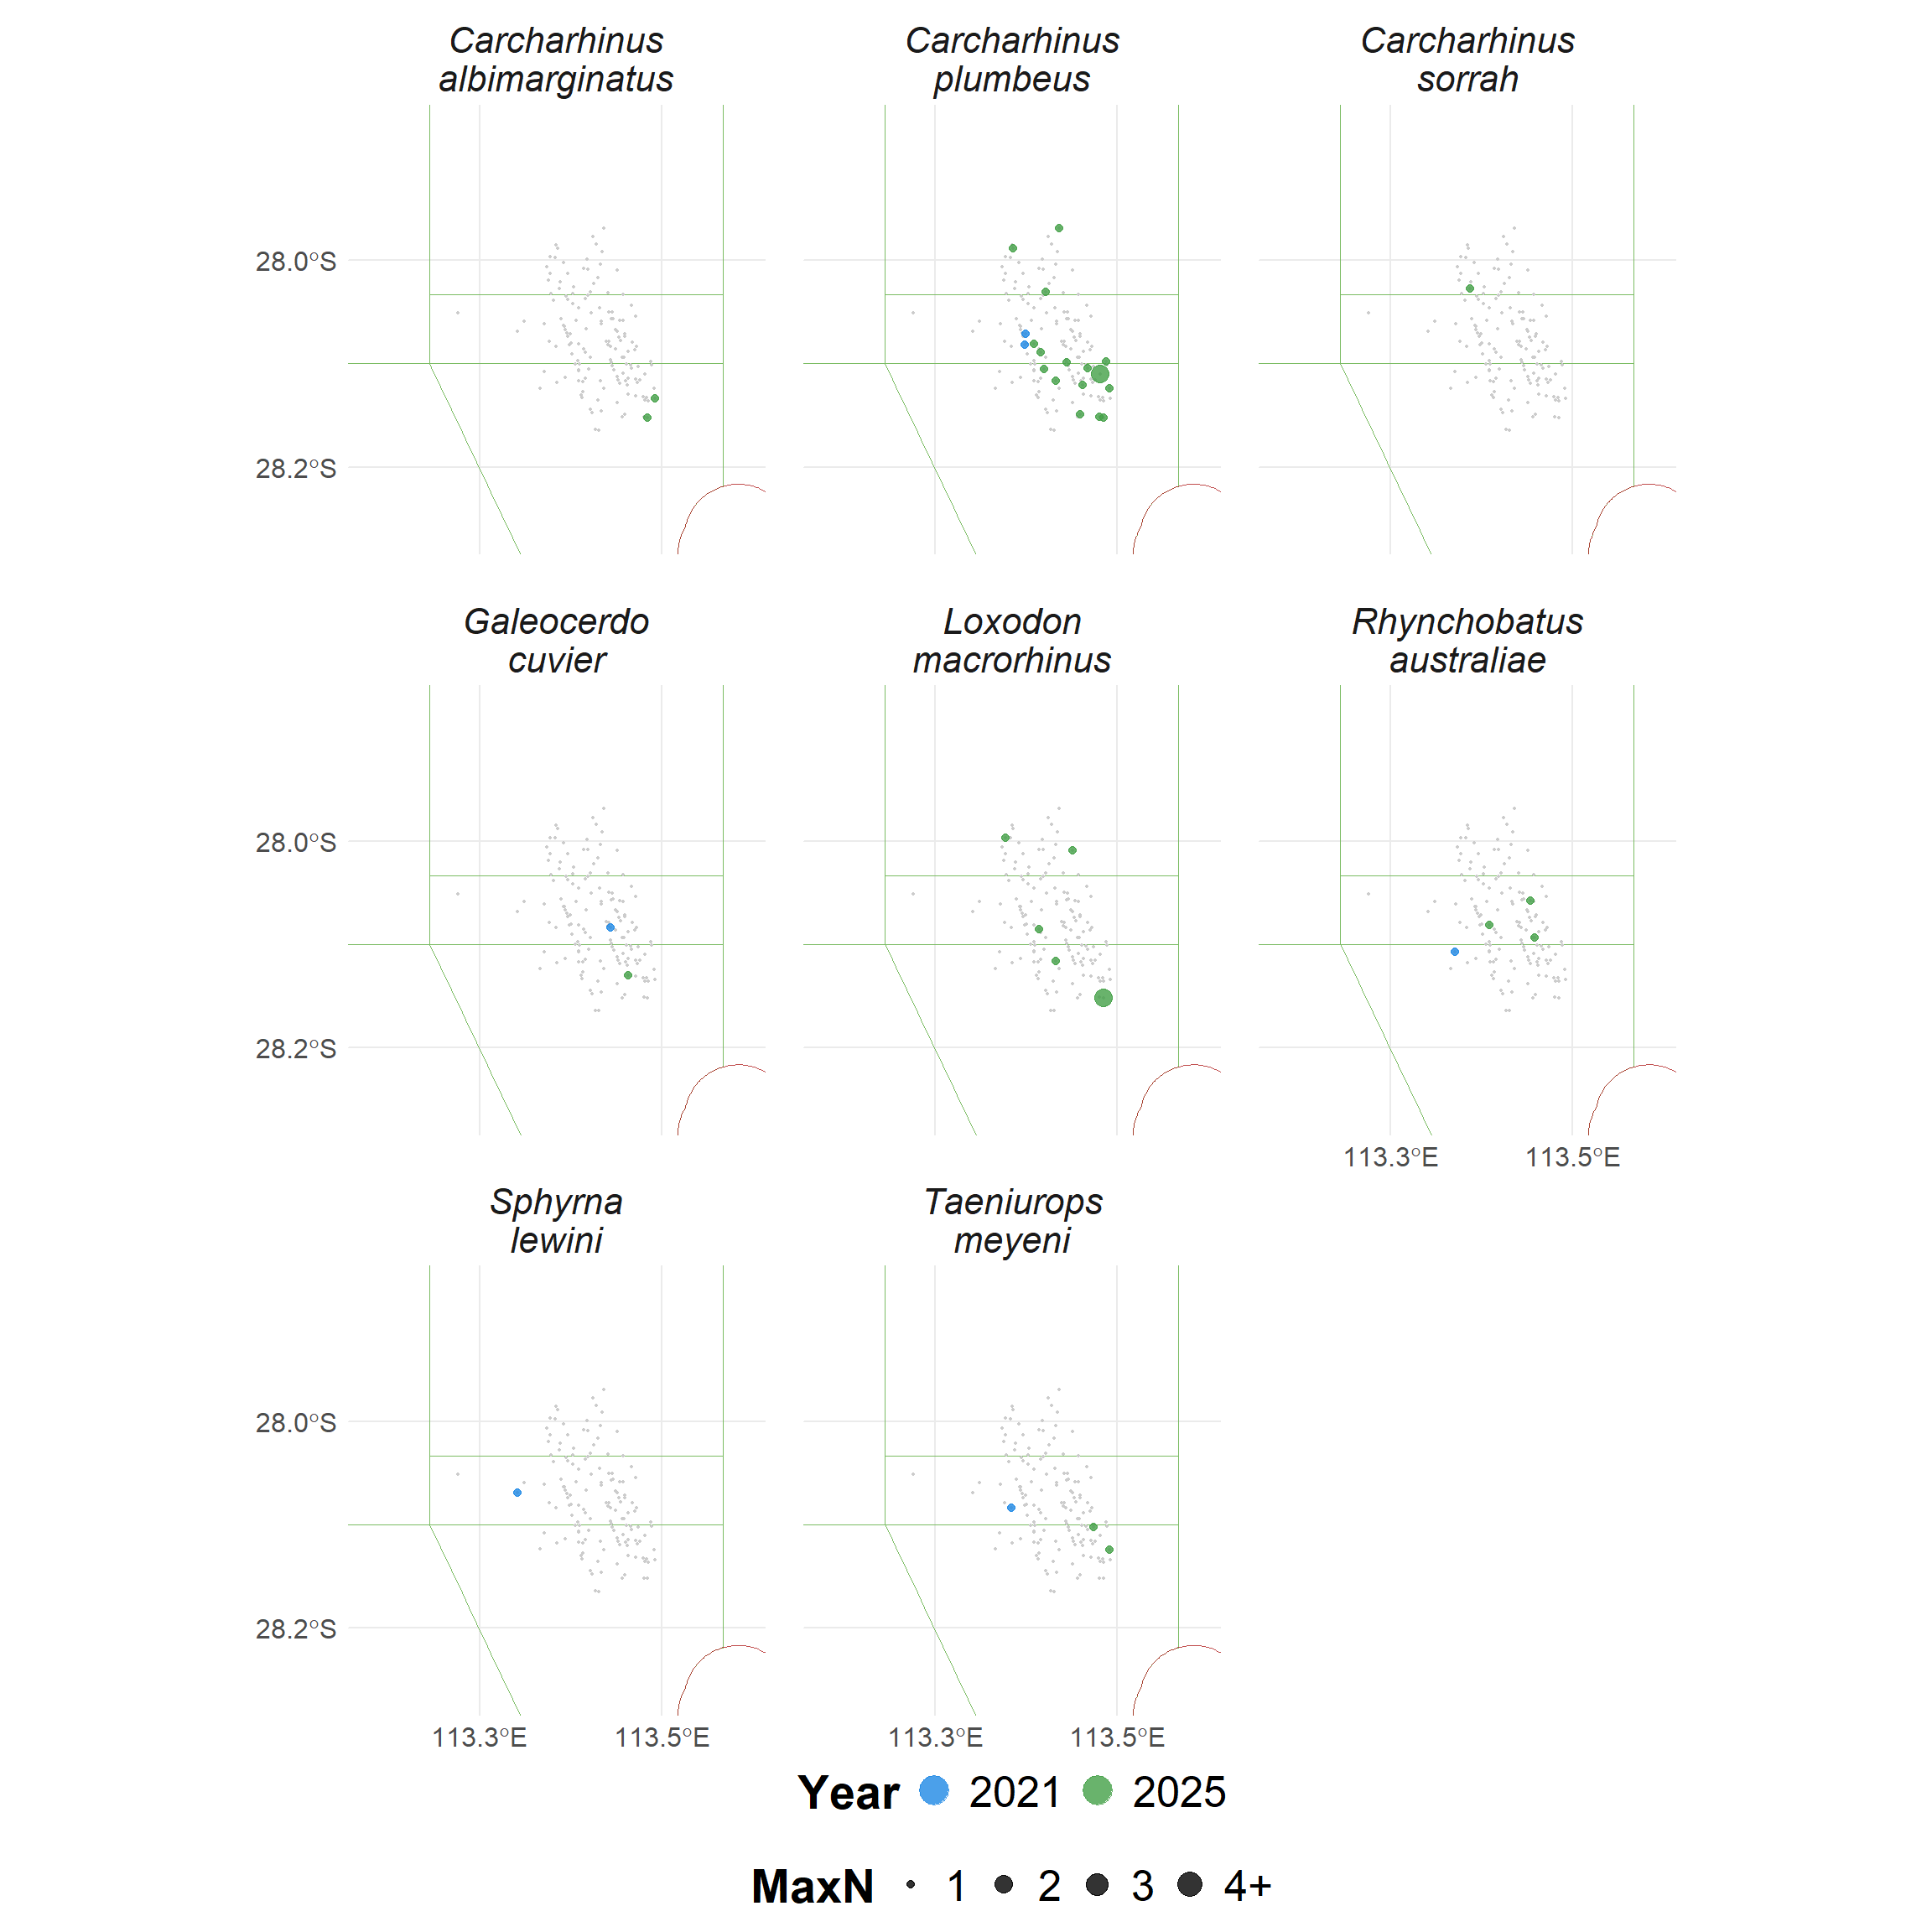 Carcharhinus
albimarginatus
Carcharhinus
plumbeus
Carcharhinus
sorrah
28.0°S
28.2°S
Galeocerdo
cuvier
Loxodon
macrorhinus
Rhynchobatus
australiae
28.0°S
28.2°S
113.3°E 113.5°E
Sphyrna
lewini
Taeniurops
meyeni
28.0°S
28.2°S
113.3°E 113.5°E 113.3°E 113.5°E
Year 2021 2025
MaxN 1 2 3 4+